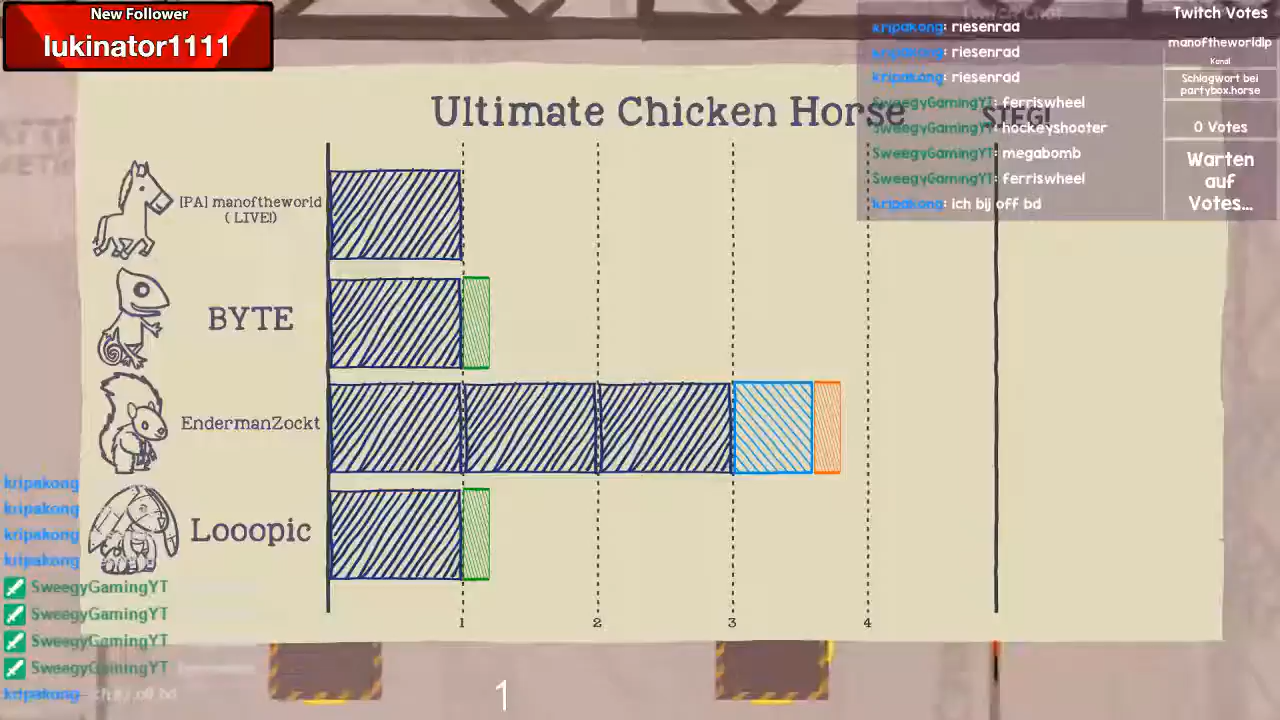 New Follower
lukinator1111
Ultimate Chicken Horse
SIEG!
[PA] manoftheworld
( LIVE!)
BYTE
EndermanZockt
Looopic
1
2
3
4
kripakong: riesenrad
kripakong: riesenrad
kripakong: riesenrad
SweegyGamingYT: ferriswheel
SweegyGamingYT: hockeyshooter
SweegyGamingYT: megabomb
SweegyGamingYT: ferriswheel
kripakong: ich bij off bd
Twitch Votes
manoftheworldlp
Kanal
Schlagwort bei
partybox.horse
0 Votes
Warten
auf
Votes...
kripakong
kripakong
kripakong
kripakong
SweegyGamingYT
SweegyGamingYT
SweegyGamingYT
SweegyGamingYT
kripakong
1